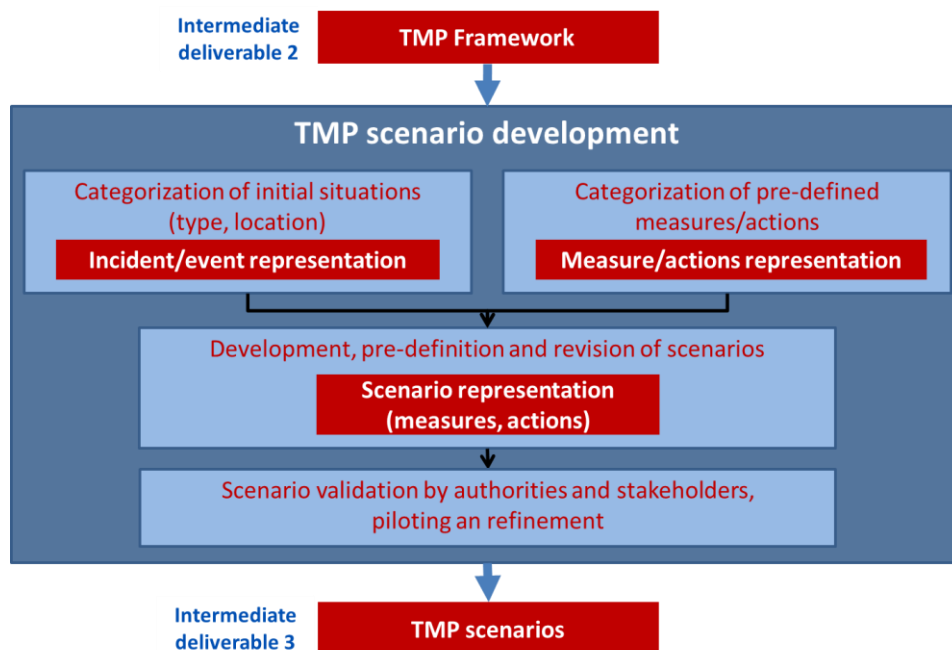 Intermediate
deliverable 2
TMP Framework
TMP scenario development
Categorization of initial situations
(type, location)
Incident/event representation
Categorization of pre-defined
measures/actions
Measure/actions representation
Development, pre-definition and revision of scenarios
Scenario representation
(measures, actions)
Scenario validation by authorities and stakeholders,
piloting an refinement
Intermediate
deliverable 3
TMP scenarios